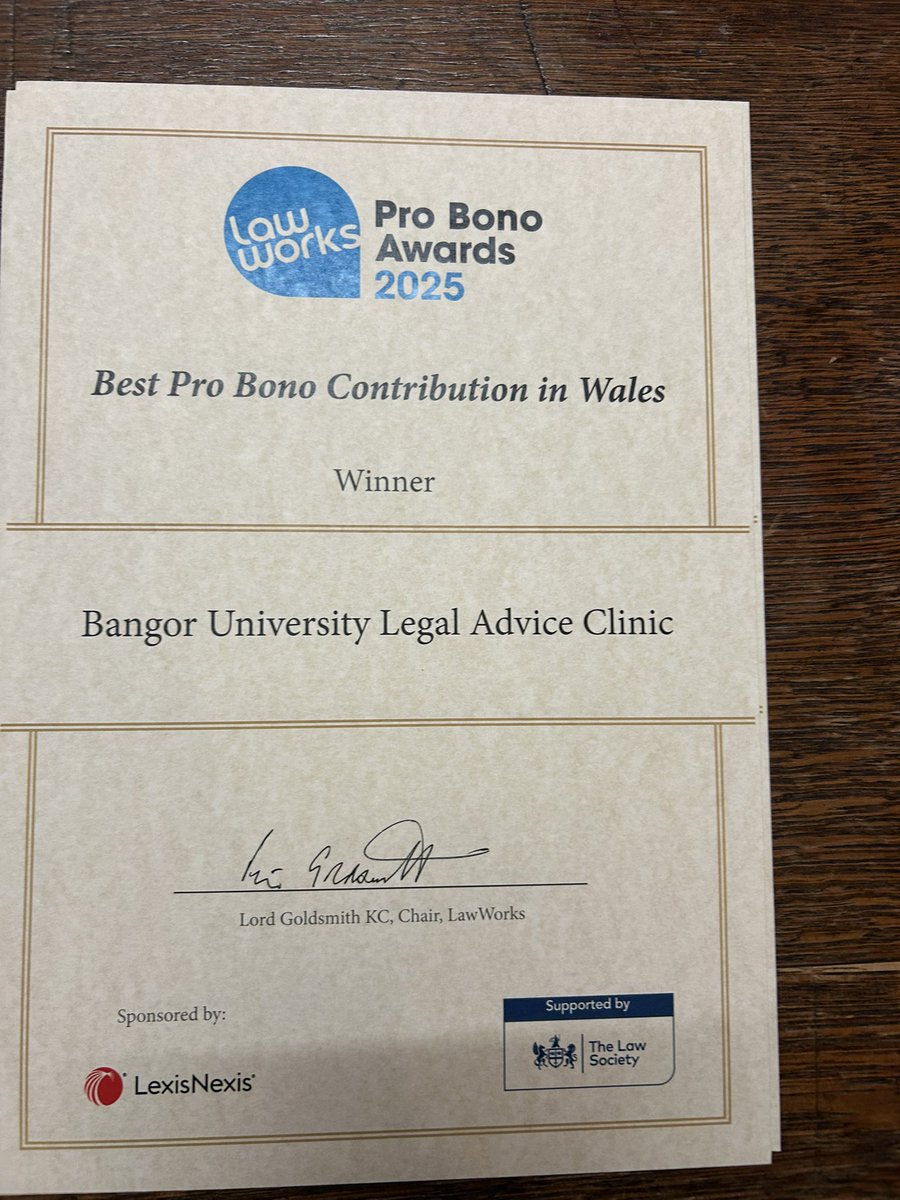 Law
works
Pro Bono
Awards
2025
Best Pro Bono Contribution in Wales
Winner
Bangor University Legal Advice Clinic
Lord Goldsmith KC, Chair, LawWorks
Sponsored by:
LexisNexis®
Supported by
The Law
Society